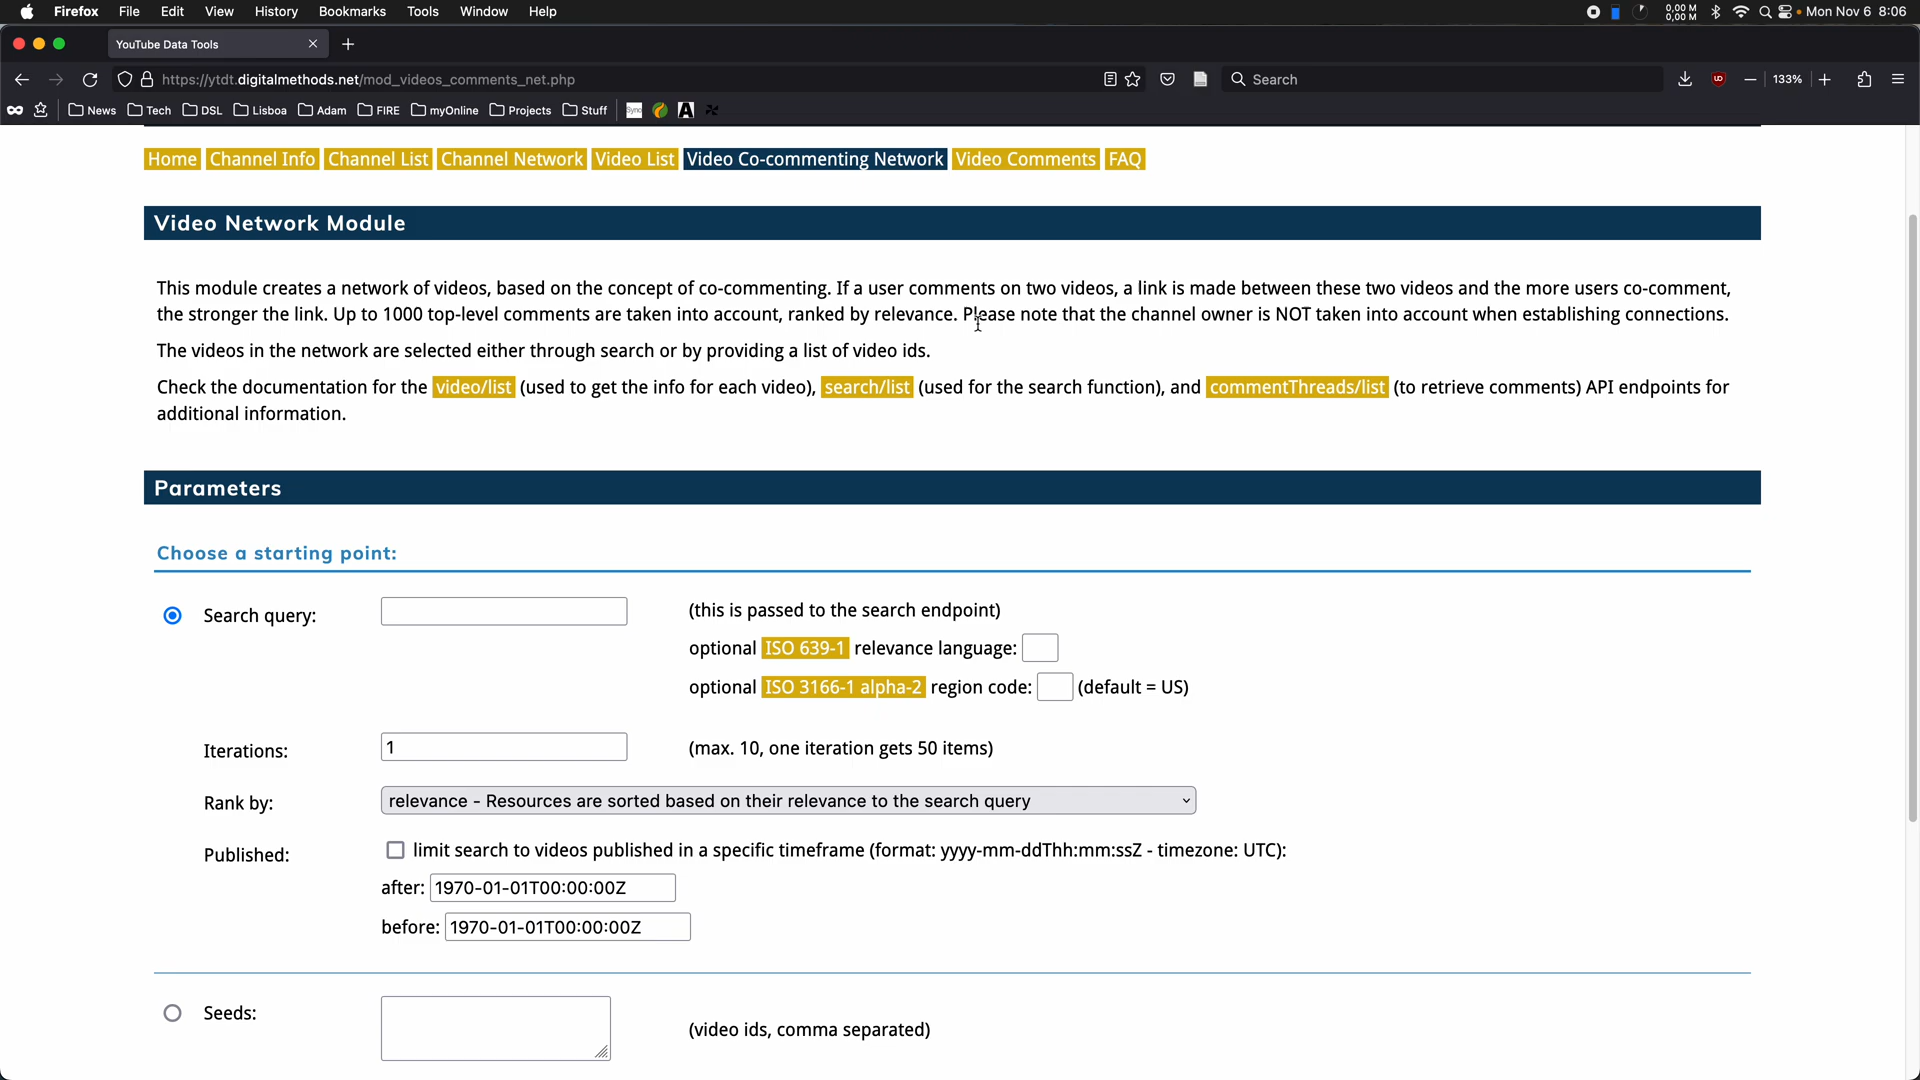 Firefox File Edit View History Bookmarks Tools Window Help 0,00 M 0,00 M Mon Nov 6 8:06
YouTube Data Tools
https://ytdt.digitalmethods.net/mod_videos_comments_net.php Search 133%
News Tech DSL Lisboa Adam FIRE myOnline Projects Stuff
Home Channel Info Channel List Channel Network Video List Video Co-commenting Network Video Comments FAQ
Video Network Module
This module creates a network of videos, based on the concept of co-commenting. If a user comments on two videos, a link is made between these two videos and the more users co-comment,
the stronger the link. Up to 1000 top-level comments are taken into account, ranked by relevance. Please note that the channel owner is NOT taken into account when establishing connections.
The videos in the network are selected either through search or by providing a list of video ids.
Check the documentation for the video/list (used to get the info for each video), search/list (used for the search function), and commentThreads/list (to retrieve comments) API endpoints for
additional information.
Parameters
Choose a starting point:
Search query: (this is passed to the search endpoint)
optional ISO 639-1 relevance language:
optional ISO 3166-1 alpha-2 region code: (default = US)
Iterations: 1 (max. 10, one iteration gets 50 items)
Rank by: relevance - Resources are sorted based on their relevance to the search query
Published: limit search to videos published in a specific timeframe (format: yyyy-mm-ddThh:mm:ssZ - timezone: UTC):
after: 1970-01-01T00:00:00Z
before: 1970-01-01T00:00:00Z
Seeds: (video ids, comma separated)